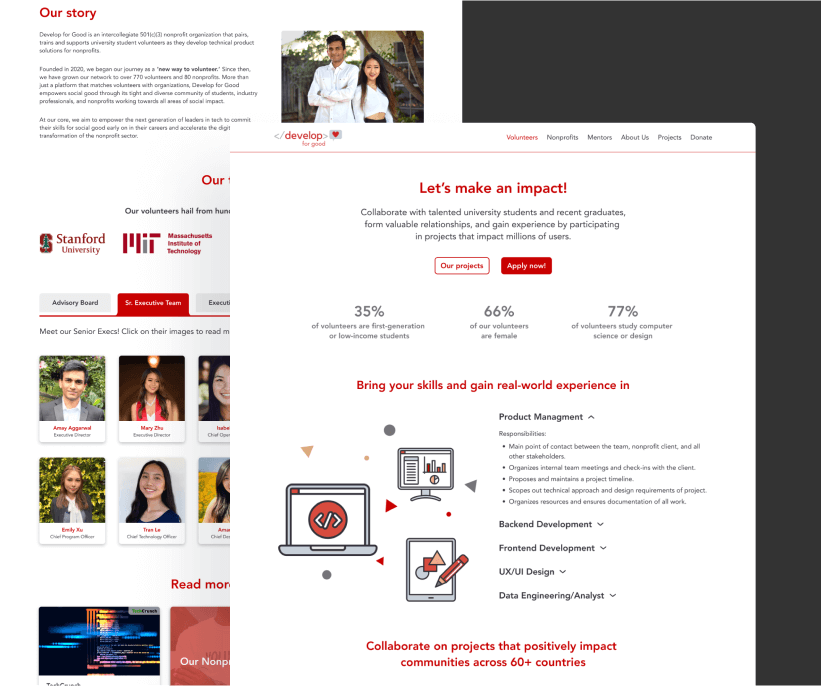 Our story
Develop for Good is an intercollegiate 501(c)(3) nonprofit organization that pairs,
trains and supports university student volunteers as they develop technical product
solutions for nonprofits.
Founded in 2020, we began our journey as a "new way to volunteer." Since then,
we have grown our network to over 770 volunteers and 80 nonprofits. More than
just a platform that matches volunteers with organizations, Develop for Good
empowers social good through its tight and diverse community of students, industry
professionals, and nonprofits working towards all areas of social impact.
At our core, we aim to empower the next generation of leaders in tech to commit
their skills for social good early on in their careers and accelerate the digit
transformation of the nonprofit sector.
Our
Our volunteers hail from
Stanford
University
Massachusetts
Institute of
Technology
Advisory Board
Sr. Executive Team
Executi
Meet our Senior Execs! Click on their images to read m
Amay Aggarwal
Executive Director
Mary Zhu
Executive Director
Isabe
Chief Oper
Emily Xu
Chief Program Officer
Tran Le
Chief Technology Officer
Aman
Read mor
TechCrunch
Our Nonp
</develop>
for good
Volunteers
Nonprofits
Mentors
About Us
Projects
Donate
Let's make an impact!
Collaborate with talented university students and recent graduates,
form valuable relationships, and gain experience by participating
in projects that impact millions of users.
Our projects
Apply now!
35%
of volunteers are first-generation
or low-income students
66%
of our volunteers
are female
77%
of volunteers study computer
science or design
Bring your skills and gain real-world experience in
Product Managment
Responsibilities:
• Main point of contact between the team, nonprofit client, and all
other stakeholders.
• Organizes internal team meetings and check-ins with the client.
• Proposes and maintains a project timeline.
• Scopes out technical approach and design requirements of project.
• Organizes resources and ensures documentation of all work.
Backend Development
Frontend Development
UX/UI Design
Data Engineering/Analyst
</>
Collaborate on projects that positively impact
communities across 60+ countries